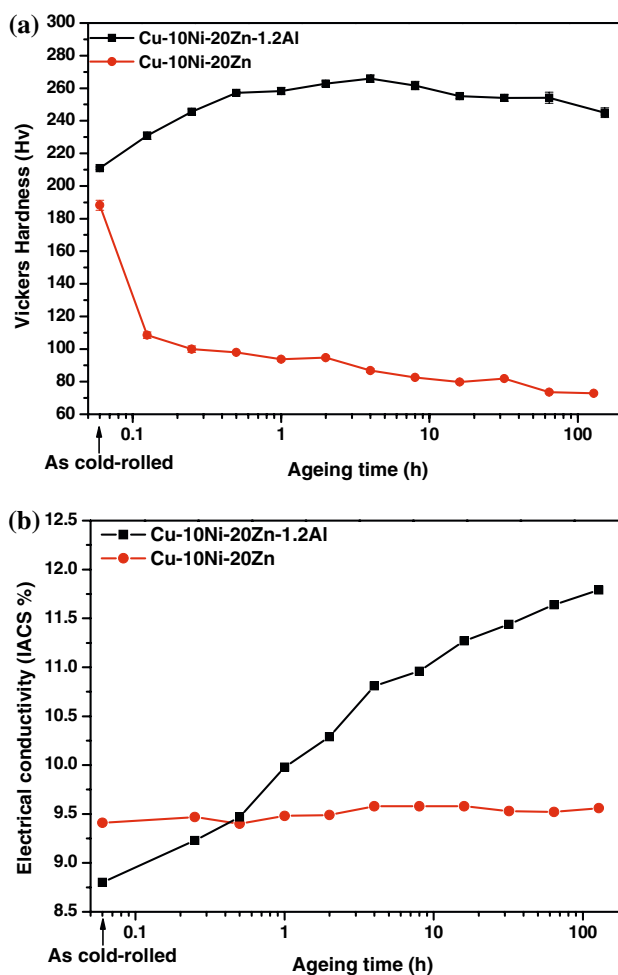 (a)
Cu-10Ni-20Zn-1.2Al
Cu-10Ni-20Zn
Vickers Hardness (Hv)
300
280
260
240
220
200
180
160
140
120
100
80
60
0.1
1
10
100
As cold-rolled
Ageing time (h)
(b)
Cu-10Ni-20Zn-1.2Al
Cu-10Ni-20Zn
Electrical conductivity (IACS %)
12.5
12.0
11.5
11.0
10.5
10.0
9.5
9.0
8.5
0.1
1
10
100
As cold-rolled
Ageing time (h)